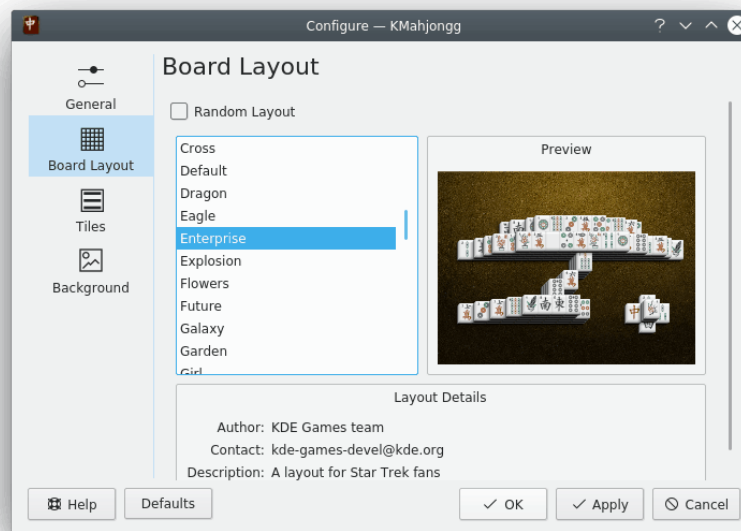 Configure — KMahjongg
General
Board Layout
Tiles
Background
Board Layout
Random Layout
Cross
Default
Dragon
Eagle
Enterprise
Explosion
Flowers
Future
Galaxy
Garden
Girl
Preview
Layout Details
Author: KDE Games team
Contact: kde-games-devel@kde.org
Description: A layout for Star Trek fans
Help
Defaults
OK
Apply
Cancel